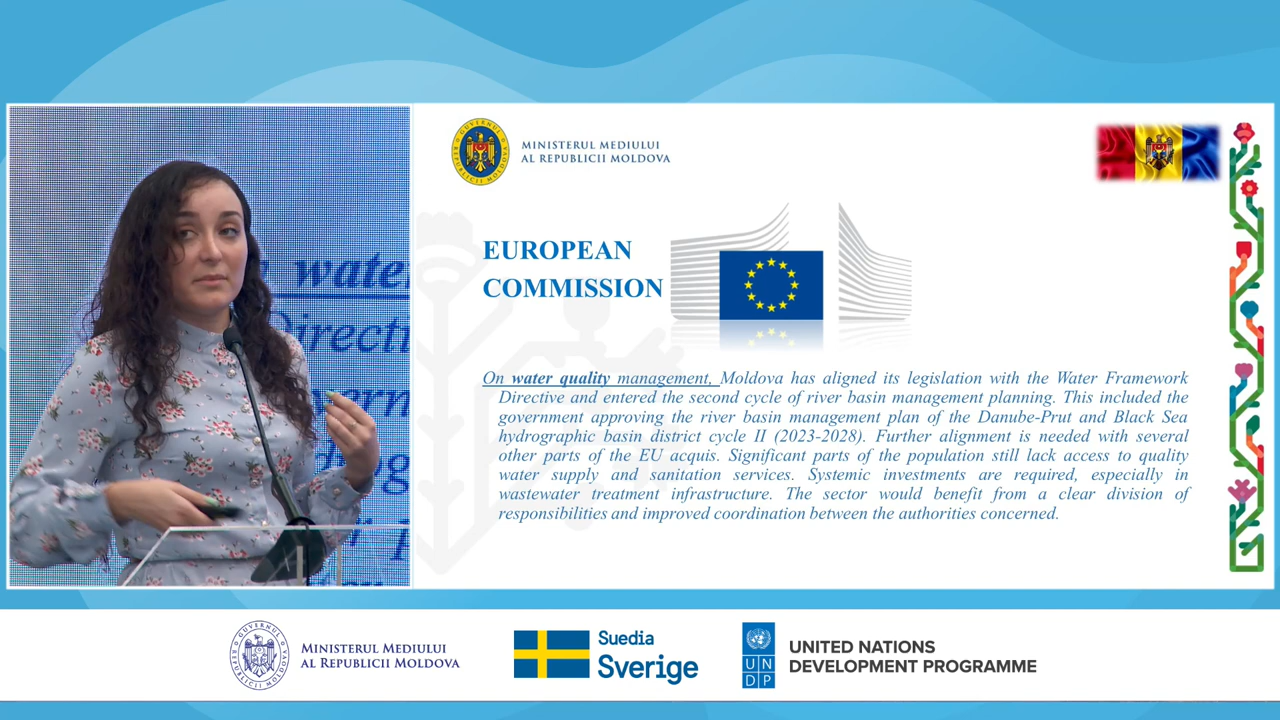 water
Directi
vern
MINISTERUL MEDIULUI
AL REPUBLICII MOLDOVA
EUROPEAN
COMMISSION
On water quality management, Moldova has aligned its legislation with the Water Framework
Directive and entered the second cycle of river basin management planning. This included the
government approving the river basin management plan of the Danube-Prut and Black Sea
hydrographic basin district cycle II (2023-2028). Further alignment is needed with several
other parts of the EU acquis. Significant parts of the population still lack access to quality
water supply and sanitation services. Systemic investments are required, especially in
wastewater treatment infrastructure. The sector would benefit from a clear division of
responsibilities and improved coordination between the authorities concerned.
MINISTERUL MEDIULUI
AL REPUBLICII MOLDOVA
Suedia
Sverige
U N
D P
UNITED NATIONS
DEVELOPMENT PROGRAMME